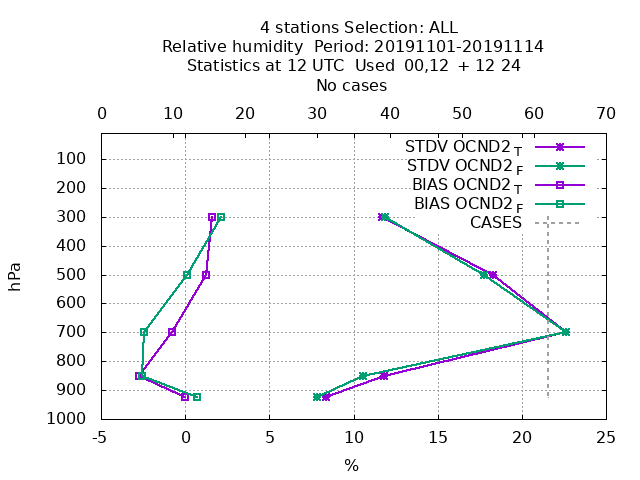 4 stations Selection: ALL
Relative humidity  Period: 20191101-20191114
Statistics at 12 UTC  Used  00,12  + 12 24
No cases
0 10 20 30 40 50 60 70
STDV OCND2 T
STDV OCND2 F
BIAS OCND2 T
BIAS OCND2 F
CASES
100
200
300
400
500
600
700
800
900
1000
hPa
-5 0 5 10 15 20 25
%